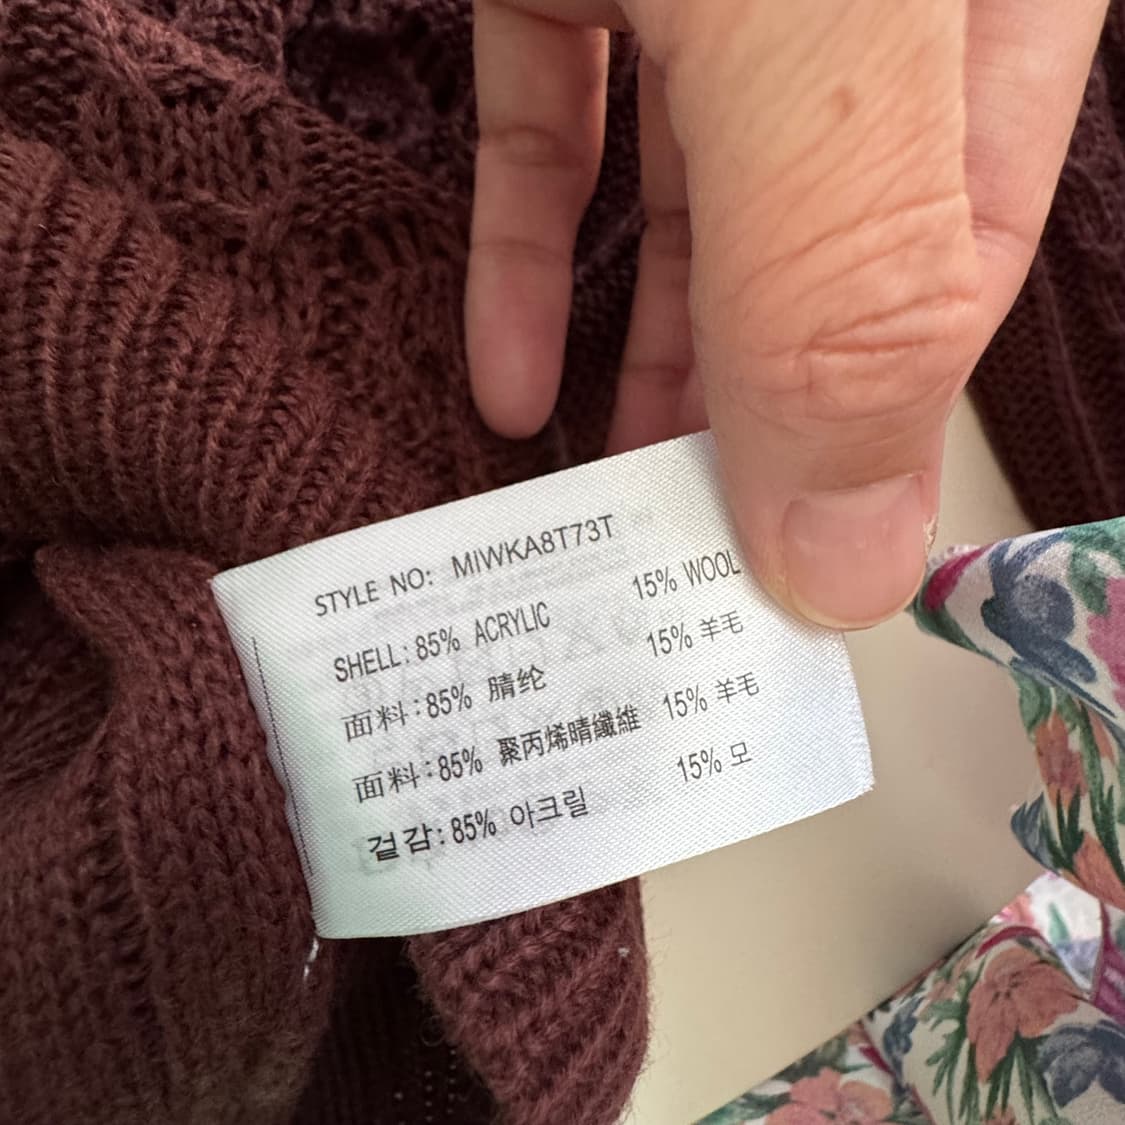 STYLE NO: MIWKA8T73T
SHELL: 85% ACRYLIC 15% WOOL
面料:85% 腈纶 15% 羊毛
面料:85% 聚丙烯晴纖維 15% 羊毛
겉감: 85% 아크릴 15% 모